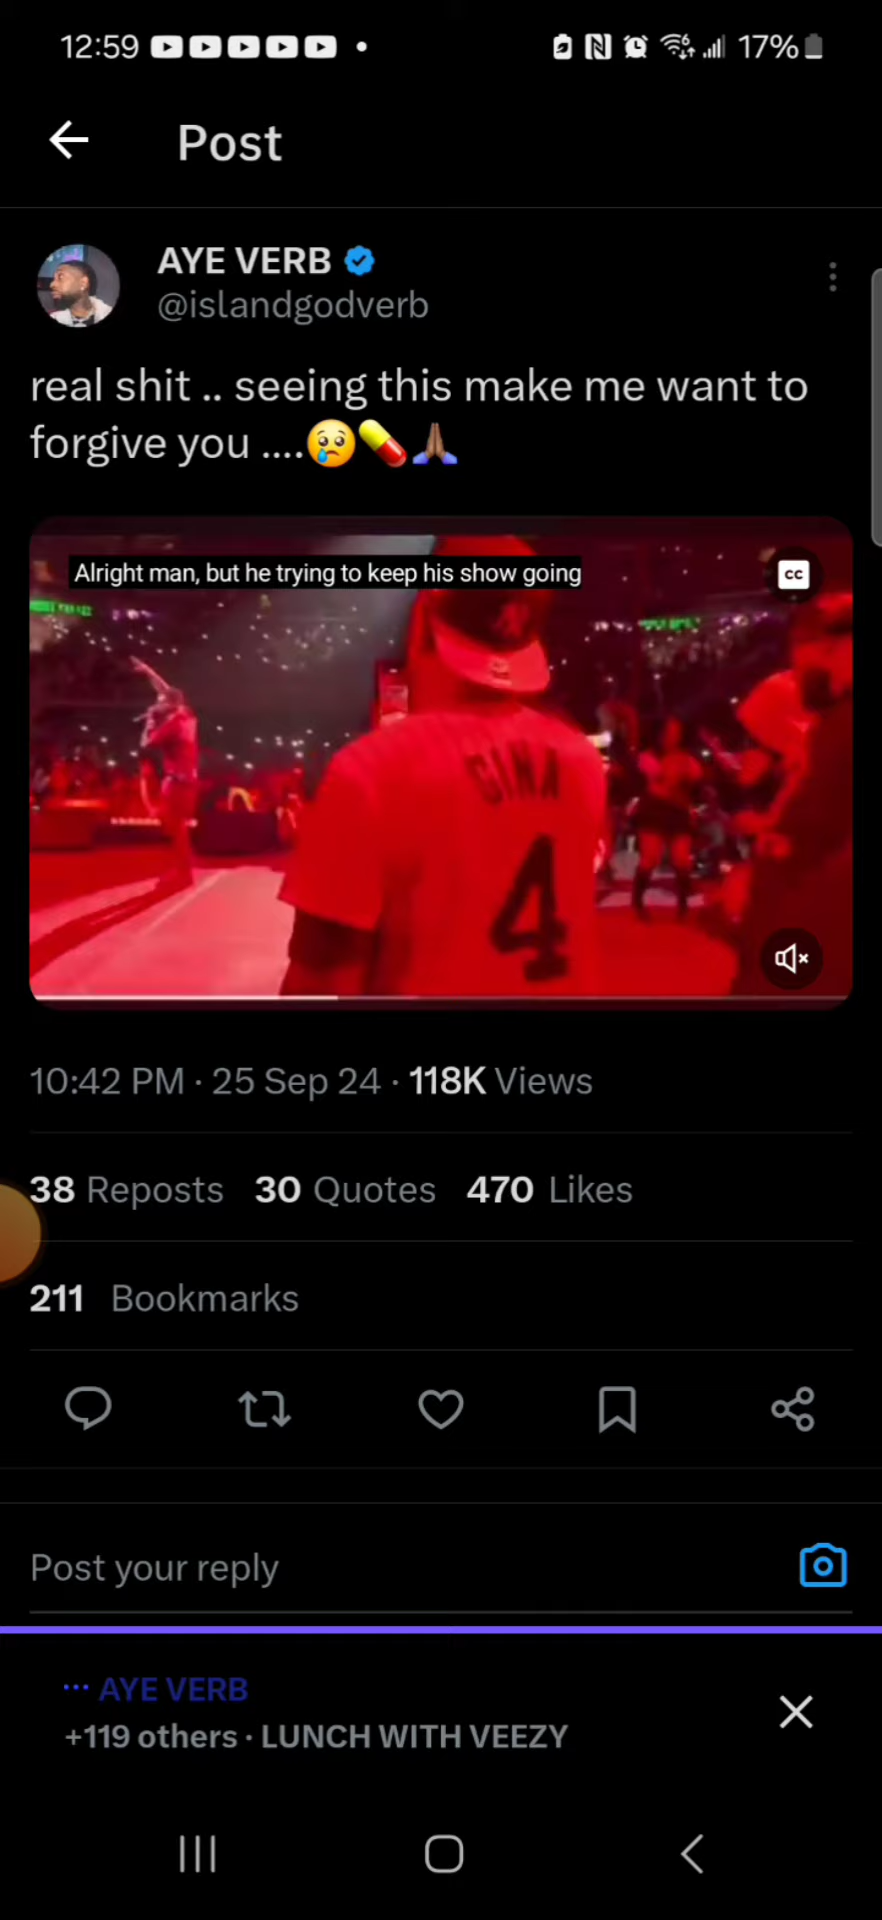 12:59
17%
Post
AYE VERB
@islandgodverb
real shit .. seeing this make me want to
forgive you ....😢💊🙏🏾
Alright man, but he trying to keep his show going
CC
GINA
4
10:42 PM · 25 Sep 24 · 118K Views
38 Reposts 30 Quotes 470 Likes
211 Bookmarks
Post your reply
··· AYE VERB
+119 others · LUNCH WITH VEEZY